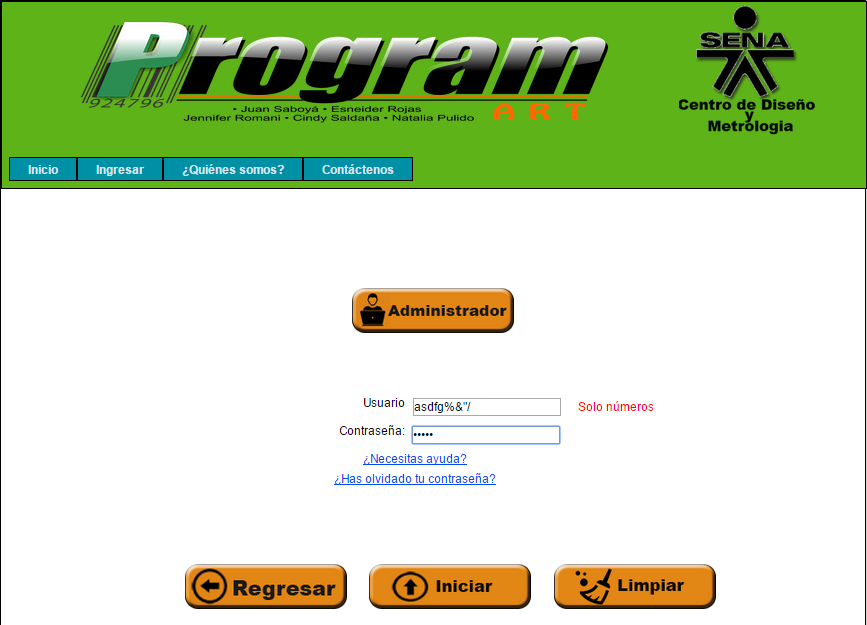 Program
924796
• Juan Saboyá • Esneider Rojas
Jennifer Romani • Cindy Saldaña • Natalia Pulido
ART
SENA
Centro de Diseño
y
Metrologia
Inicio
Ingresar
¿Quiénes somos?
Contáctenos
Administrador
Usuario
asdfg%&"/
Solo números
Contraseña:
•••••
¿Necesitas ayuda?
¿Has olvidado tu contraseña?
Regresar
Iniciar
Limpiar